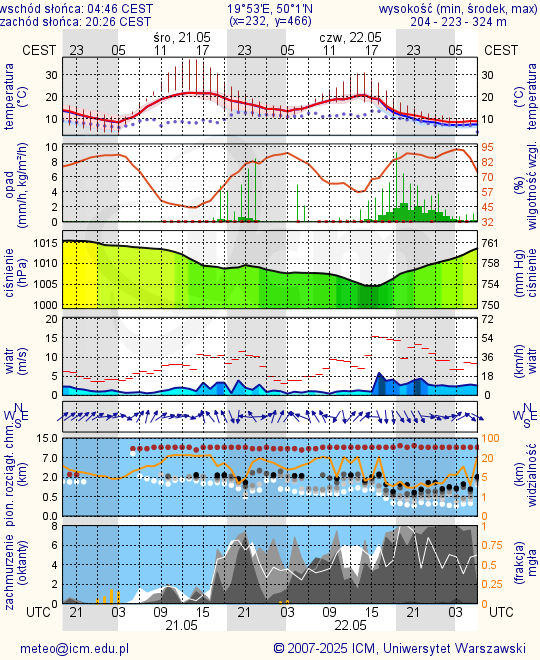 wschód słońca: 04:46 CEST 19°53'E, 50°1'N wysokość (min, środek, max)
zachód słońca: 20:26 CEST (x=232, y=466) 204 - 223 - 324 m
śro, 21.05 czw, 22.05
CEST 23 05 11 17 23 05 11 17 23 05 CEST
temperatura (°C)
30
20
10
30
20
10
temperatura (°C)
opad (mm/h, kg/m²/h)
10
8
6
4
2
0
95
82
70
57
45
32
(%) wilgotność wzgl.
ciśnienie (hPa)
1015
1010
1005
1000
761
758
754
750
(mm Hg) ciśnienie
wiatr (m/s)
20
15
10
5
0
72
54
36
18
0
(km/h) wiatr
N
W E
S
N
W E
S
pion. rozciągł. chm. (km)
15.0
7.0
2.0
0.5
0.0
100
20
5
1
0
(km) widzialność
zachmurzenie (oktanty)
8
6
4
2
0
1
0.75
0.5
0.25
0
(frakcja) mgła
UTC 21 03 09 15 21 03 09 15 21 03 UTC
21.05 22.05
meteo@icm.edu.pl © 2007-2025 ICM, Uniwersytet Warszawski